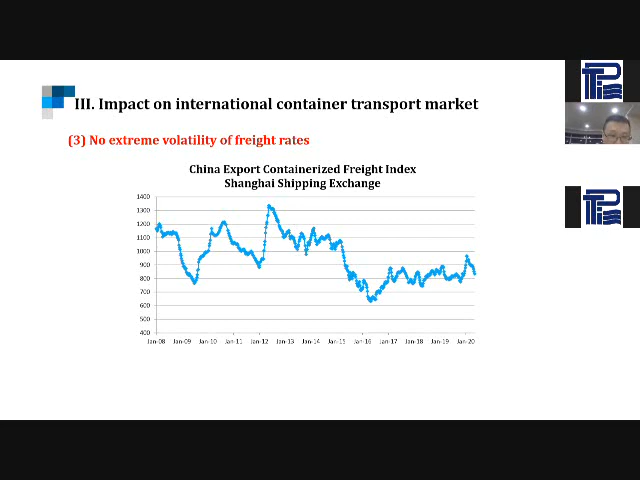 III. Impact on international container transport market
(3) No extreme volatility of freight rates
China Export Containerized Freight Index
Shanghai Shipping Exchange
1400
1300
1200
1100
1000
900
800
700
600
500
400
Jan-08 Jan-09 Jan-10 Jan-11 Jan-12 Jan-13 Jan-14 Jan-15 Jan-16 Jan-17 Jan-18 Jan-19 Jan-20